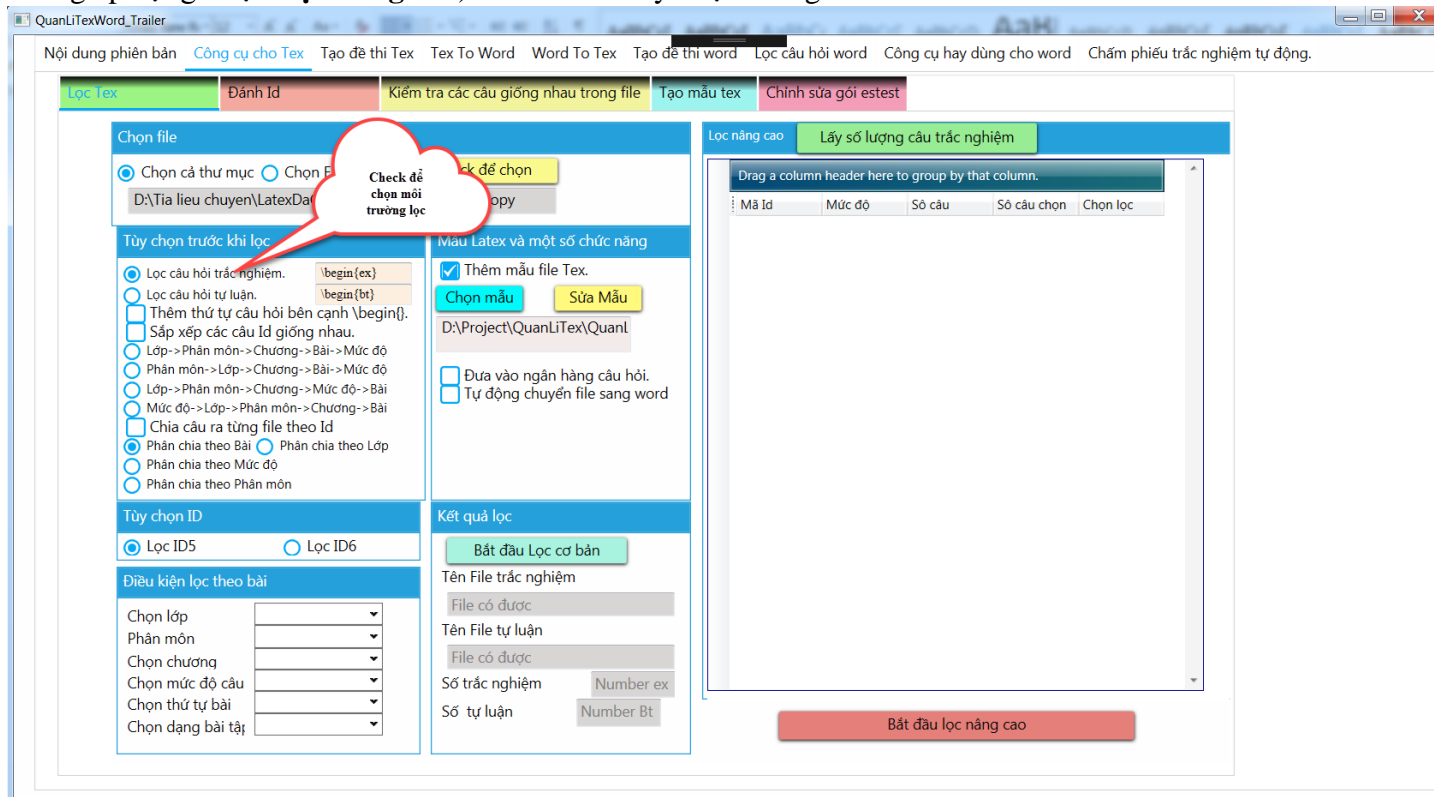 QuanLiTexWord_Trailer
Nội dung phiên bản Công cụ cho Tex Tạo đề thi Tex Tex To Word Word To Tex Tạo đề thi word Lọc câu hỏi word Công cụ hay dùng cho word Chấm phiếu trắc nghiệm tự động.
Lọc Tex Đánh Id Kiểm tra các câu giống nhau trong file Tạo mẫu tex Chỉnh sửa gói estest
Chọn file
Chọn cả thư mục
để chọn
D:\Tia lieu chuyen\
opy
Check để
chọn môi
trường lọc
Tùy chọn trước khi lọc
Lọc câu hỏi trắc nghiệm. \begin{ex}
Lọc câu hỏi tự luận. \begin{bt}
Thêm thứ tự câu hỏi bên cạnh \begin{}.
Sắp xếp các câu Id giống nhau.
Lớp->Phân môn->Chương->Bài->Mức độ
Phân môn->Lớp->Chương->Bài->Mức độ
Lớp->Phân môn->Chương->Mức độ->Bài
Mức độ->Lớp->Phân môn->Chương->Bài
Chia câu ra từng file theo Id
Phân chia theo Bài Phân chia theo Lớp
Phân chia theo Mức độ
Phân chia theo Phân môn
Mẫu Latex và một số chức năng
Thêm mẫu file Tex.
Chọn mẫu Sửa Mẫu
D:\Project\QuanLiTex\QuanL
Đưa vào ngân hàng câu hỏi.
Tự động chuyển file sang word
Tùy chọn ID
Lọc ID5 Lọc ID6
Điều kiện lọc theo bài
Chọn lớp
Phân môn
Chọn chương
Chọn mức độ câu
Chọn thứ tự bài
Chọn dạng bài tập
Kết quả lọc
Bắt đầu Lọc cơ bản
Tên File trắc nghiệm
File có được
Tên File tự luận
File có được
Số trắc nghiệm Number ex
Số tự luận Number Bt
Lọc nâng cao Lấy số lượng câu trắc nghiệm
Drag a column header here to group by that column.
Mã Id Mức độ Số câu Số câu chọn Chọn lọc
Bắt đầu lọc nâng cao